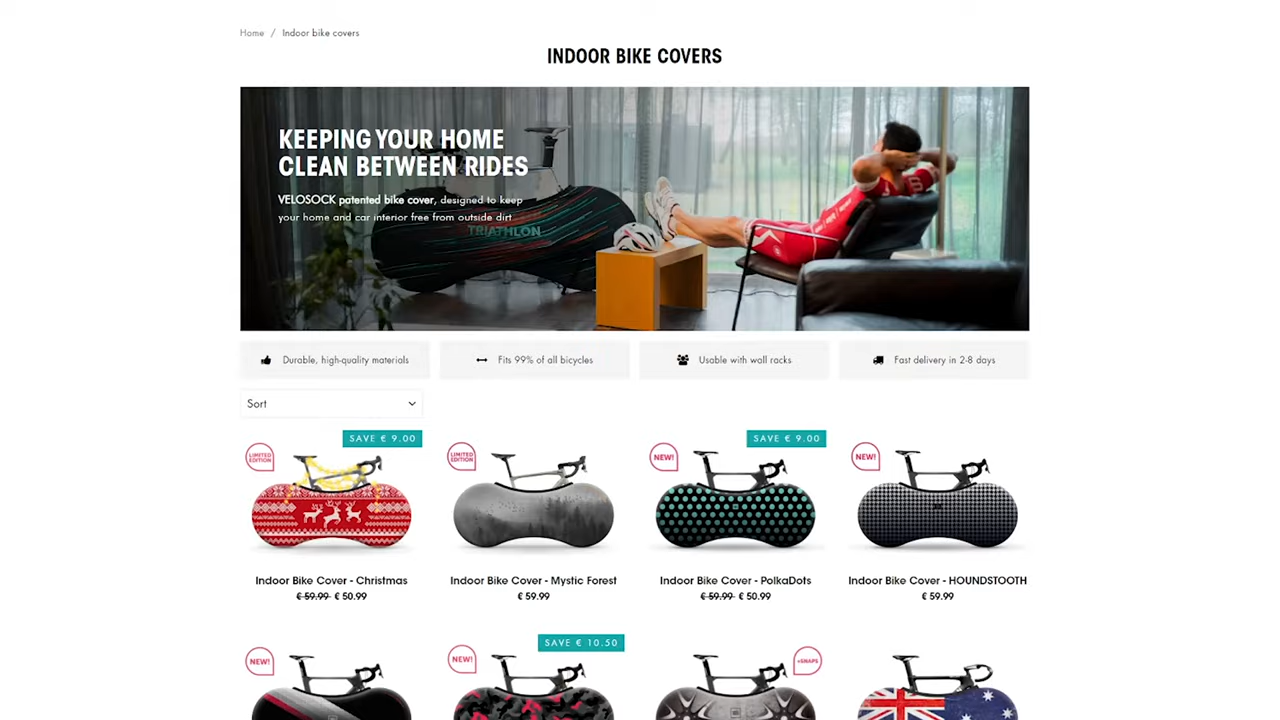 Home / Indoor bike covers
INDOOR BIKE COVERS
KEEPING YOUR HOME
CLEAN BETWEEN RIDES
VELOSOCK patented bike cover, designed to keep
your home and car interior free from outside dirt
TRIATHLON
Durable, high-quality materials
Fits 99% of all bicycles
Usable with wall racks
Fast delivery in 2-8 days
Sort
SAVE € 9.00
SAVE € 9.00
LIMITED
EDITION
LIMITED
EDITION
NEW!
NEW!
Indoor Bike Cover - Christmas
Indoor Bike Cover - Mystic Forest
Indoor Bike Cover - PolkaDots
Indoor Bike Cover - HOUNDSTOOTH
€ 59.99 € 50.99
€ 59.99
€ 59.99 € 50.99
€ 59.99
SAVE € 10.50
NEW!
NEW!
+SNAPS